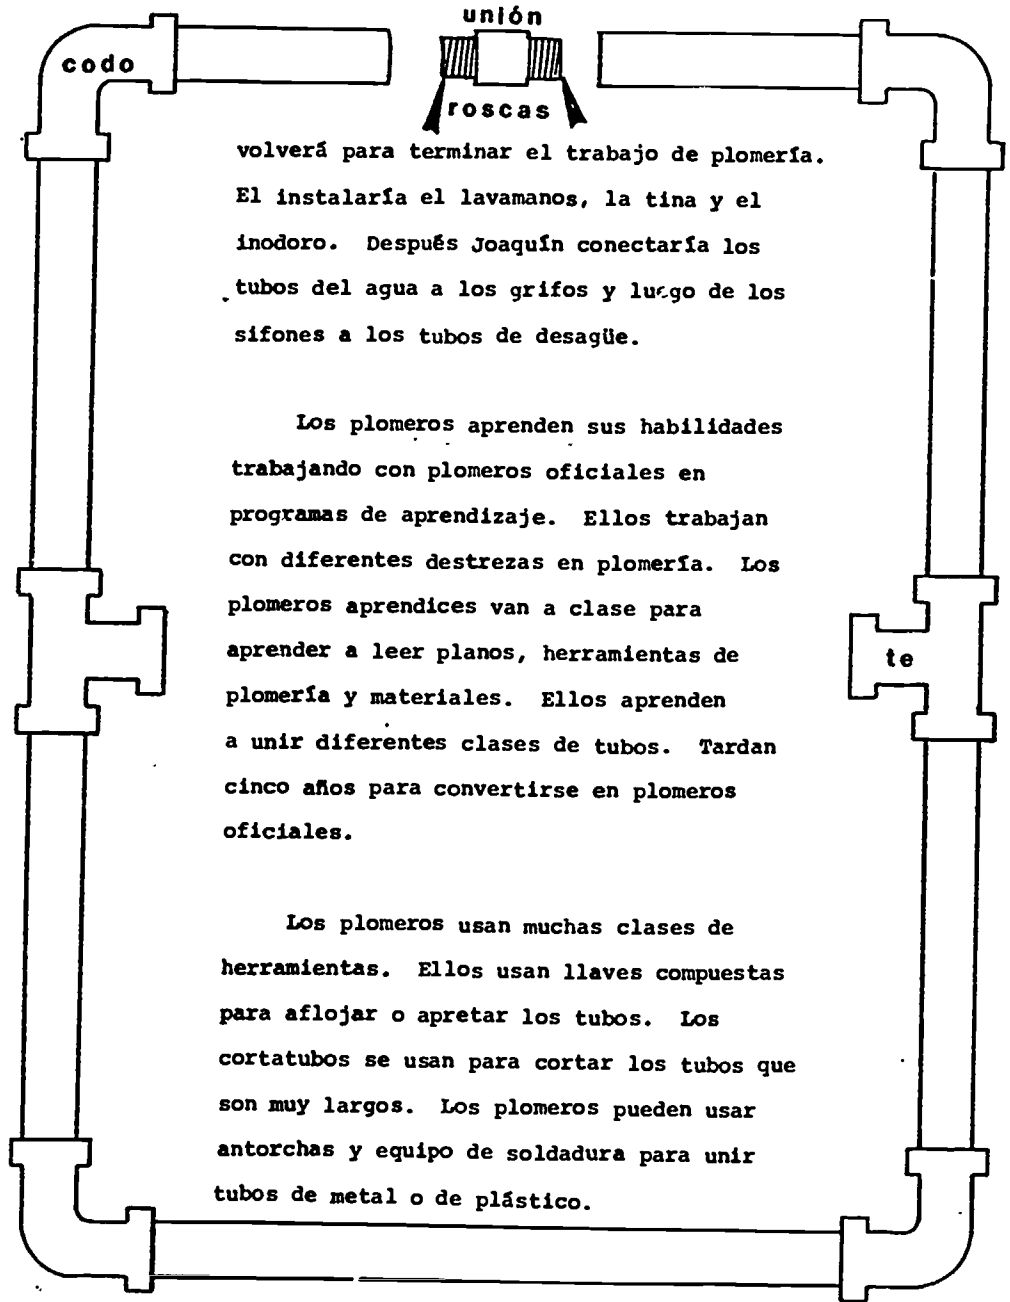 unión
codo
roscas
volverá para terminar el trabajo de plomería.
El instalaría el lavamanos, la tina y el
inodoro. Después Joaquín conectaría los
tubos del agua a los grifos y luego de los
sifones a los tubos de desagüe.
Los plomeros aprenden sus habilidades
trabajando con plomeros oficiales en
programas de aprendizaje. Ellos trabajan
con diferentes destrezas en plomería. Los
plomeros aprendices van a clase para
aprender a leer planos, herramientas de
te
plomería y materiales. Ellos aprenden
a unir diferentes clases de tubos. Tardan
cinco años para convertirse en plomeros
oficiales.
Los plomeros usan muchas clases de
herramientas. Ellos usan llaves compuestas
para aflojar o apretar los tubos. Los
cortatubos se usan para cortar los tubos que
son muy largos. Los plomeros pueden usar
antorchas y equipo de soldadura para unir
tubos de metal o de plástico.